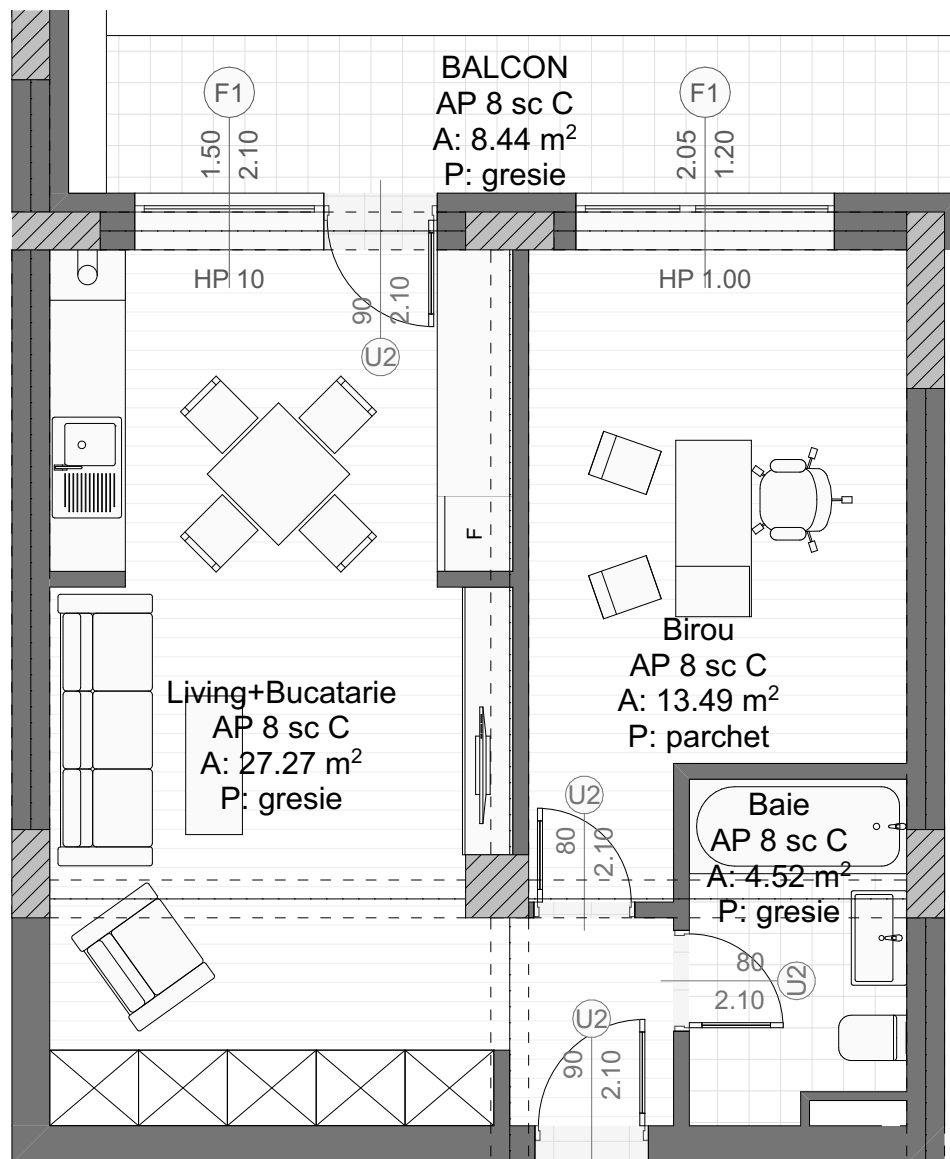 BALCON
AP 8 sc C
A: 8.44 m²
P: gresie
F1
1.50
2.10
HP 10
F1
2.05
1.20
HP 1.00
90
2.10
U2
F
Living+Bucatarie
AP 8 sc C
A: 27.27 m²
P: gresie
Birou
AP 8 sc C
A: 13.49 m²
P: parchet
U2
80
2.10
Baie
AP 8 sc C
A: 4.52 m²
P: gresie
80
2.10
U2
U2
90
2.10